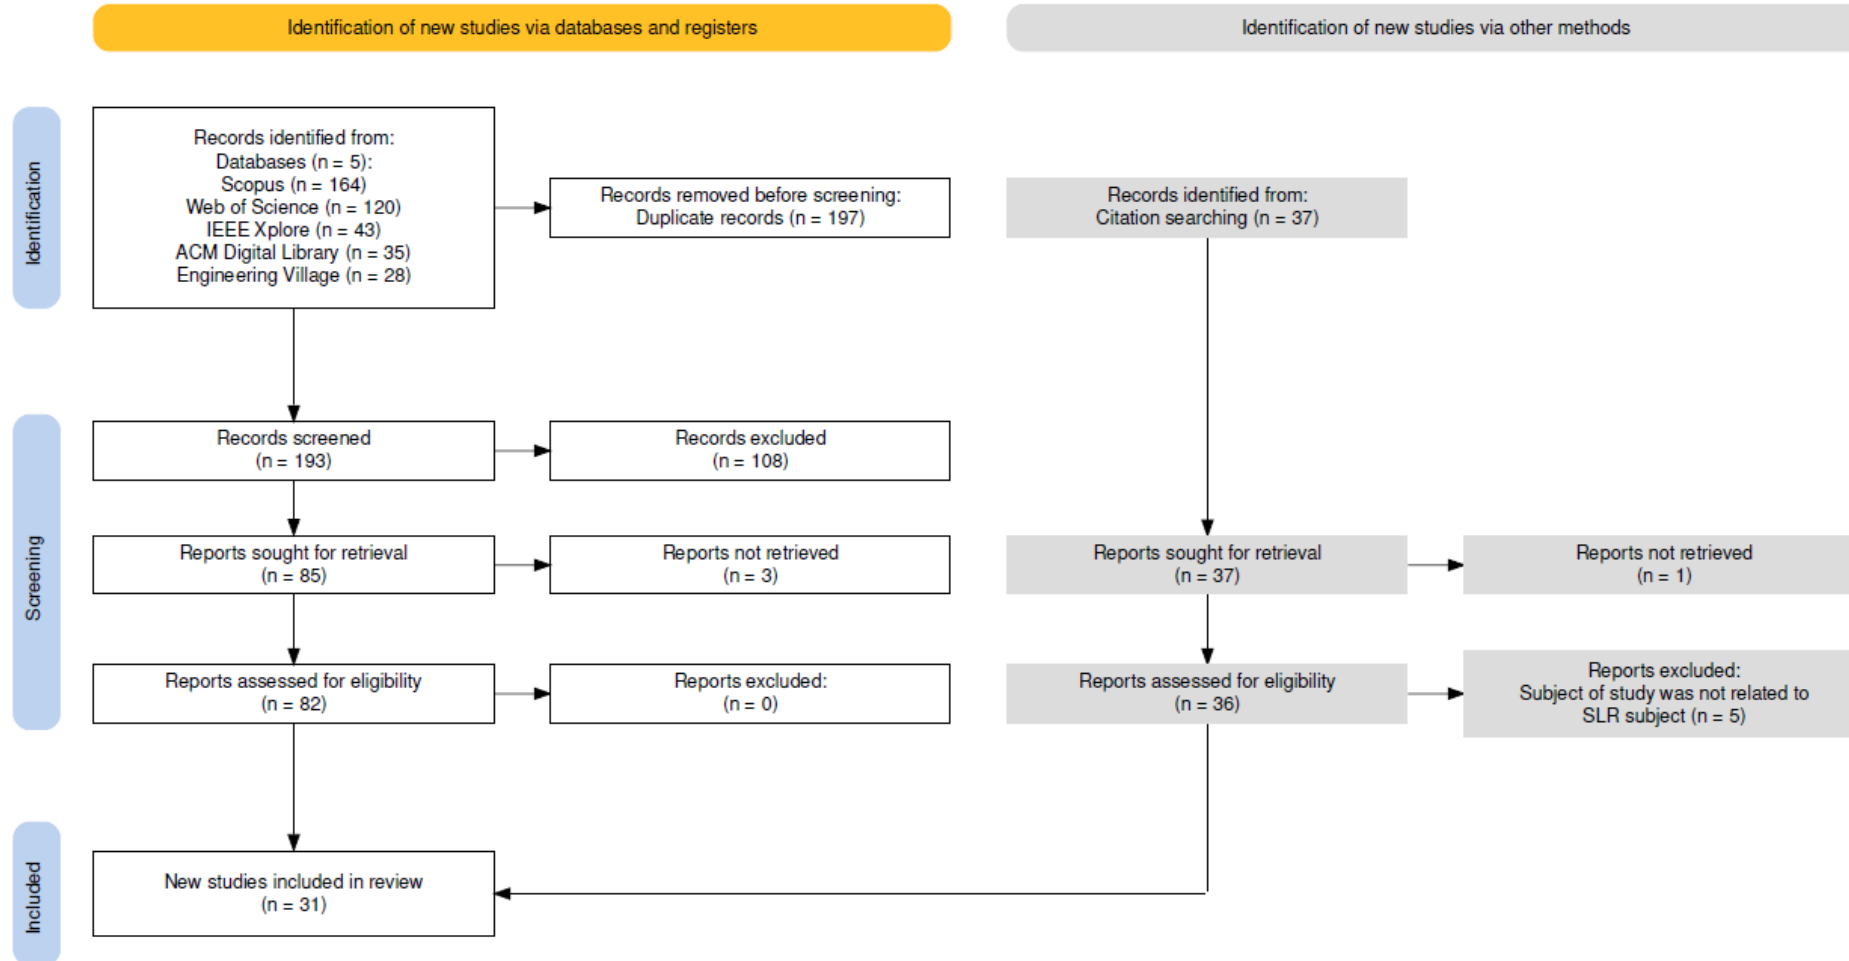 Identification of new studies via databases and registers
Identification of new studies via other methods
Identification
Records identified from:
Databases (n = 5):
Scopus (n = 164)
Web of Science (n = 120)
IEEE Xplore (n = 43)
ACM Digital Library (n = 35)
Engineering Village (n = 28)
Records removed before screening:
Duplicate records (n = 197)
Records identified from:
Citation searching (n = 37)
Screening
Records screened
(n = 193)
Records excluded
(n = 108)
Reports sought for retrieval
(n = 85)
Reports not retrieved
(n = 3)
Reports sought for retrieval
(n = 37)
Reports not retrieved
(n = 1)
Reports assessed for eligibility
(n = 82)
Reports excluded:
(n = 0)
Reports assessed for eligibility
(n = 36)
Reports excluded:
Subject of study was not related to
SLR subject (n = 5)
Included
New studies included in review
(n = 31)